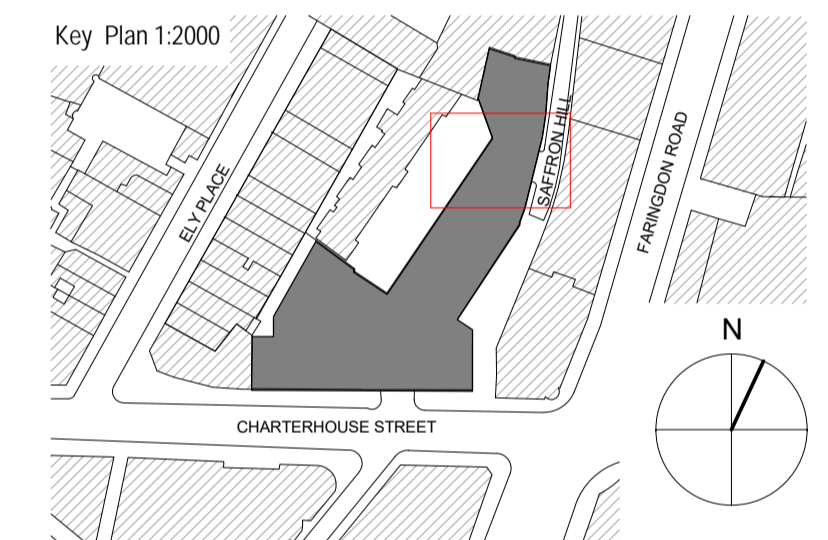 Key Plan 1:2000
ELY PLACE
SAFFRON HILL
FARINGDON ROAD
N
CHARTERHOUSE STREET